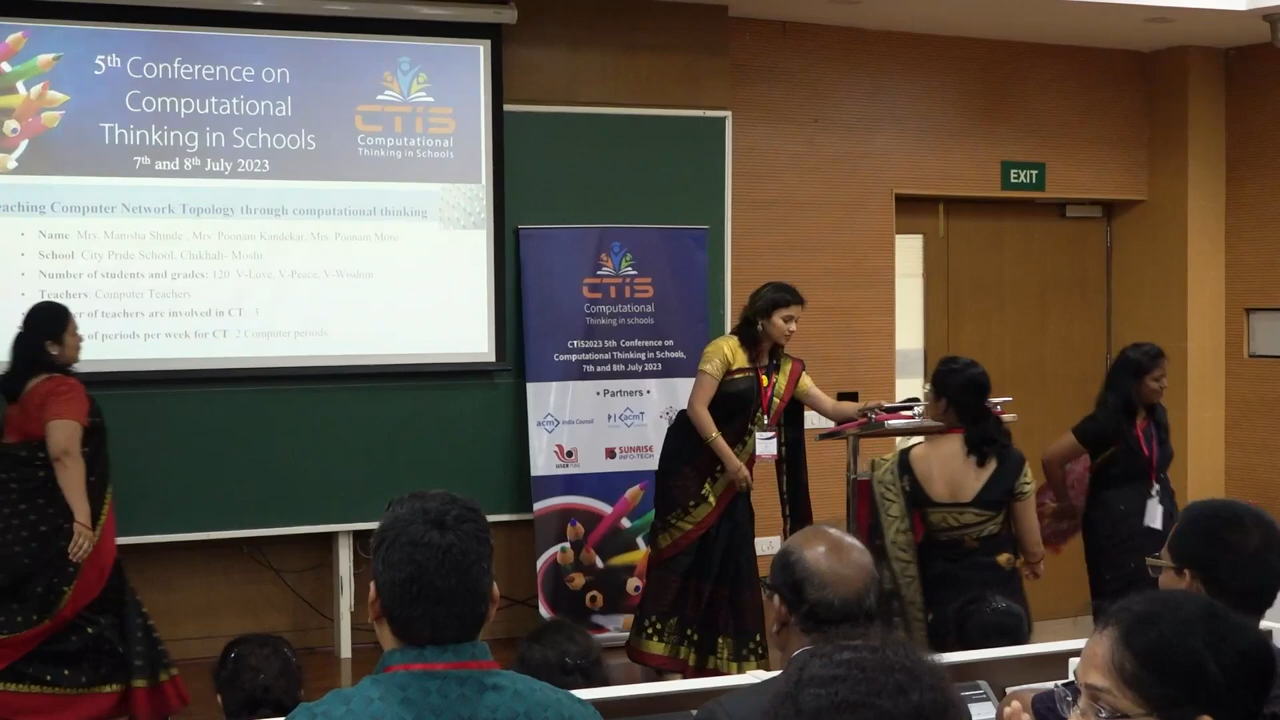 5th Conference on
Computational
Thinking in Schools
7th and 8th July 2023
CTiS
Computational
Thinking in Schools
eaching Computer Network Topology through computational thinking
• Name: Mrs. Manisha Shinde, Mrs. Poonam Kandekar, Mrs. Poonam More
• School: City Pride School, Chikhali- Moshi
• Number of students and grades: 120 V-Love, V-Peace, V-Wisdom
• Teachers: Computer Teachers
er of teachers are involved in CT- 3
g of periods per week for CT- 2 Computer periods
EXIT
CTiS
Computational
Thinking in schools
CTiS2023 5th Conference on
Computational Thinking in Schools,
7th and 8th July 2023
• Partners •
acm India Council
acm
IISER PUNE
SUNRISE
INFO-TECH